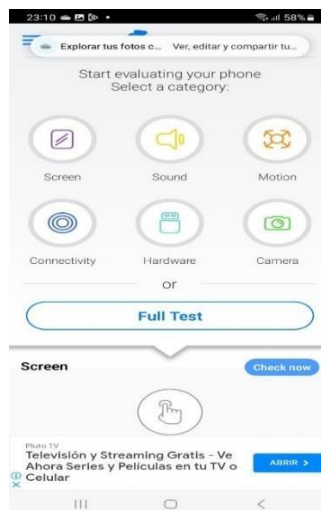 23:10 58%
Explorar tus fotos c... Ver, editar y compartir tu...
Start evaluating your phone
Select a category:
Screen Sound Motion
Connectivity Hardware Camera
or
Full Test
Screen Check now
Pluto TV
Televisión y Streaming Gratis - Ve
Ahora Series y Películas en tu TV o
Celular
ABRIR >